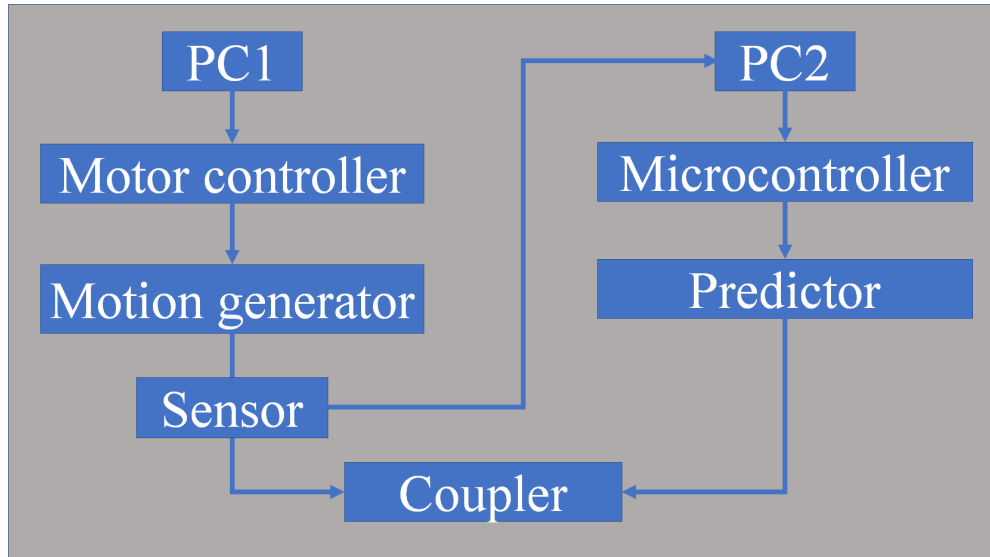 PC1
PC2
Motor controller
Microcontroller
Motion generator
Predictor
Sensor
Coupler